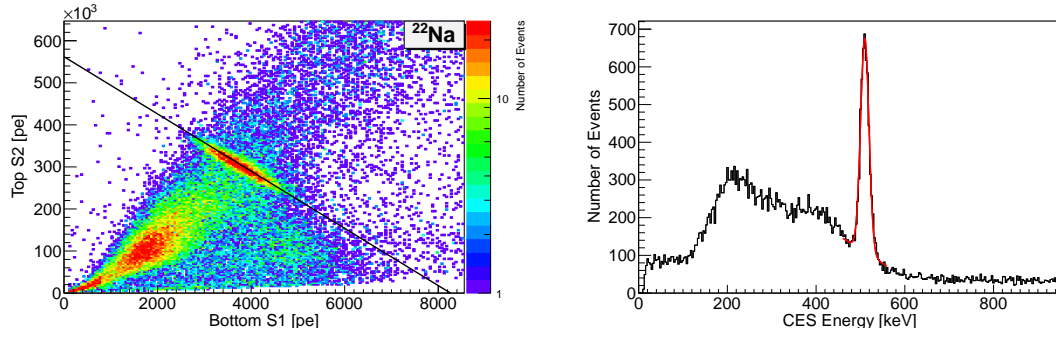 ×10³
²²Na
Top S2 [pe]
600
500
400
300
200
100
0
0 2000 4000 6000 8000
Bottom S1 [pe]
Number of Events
10
1
Number of Events
700
600
500
400
300
200
100
0
0 200 400 600 800
CES Energy [keV]